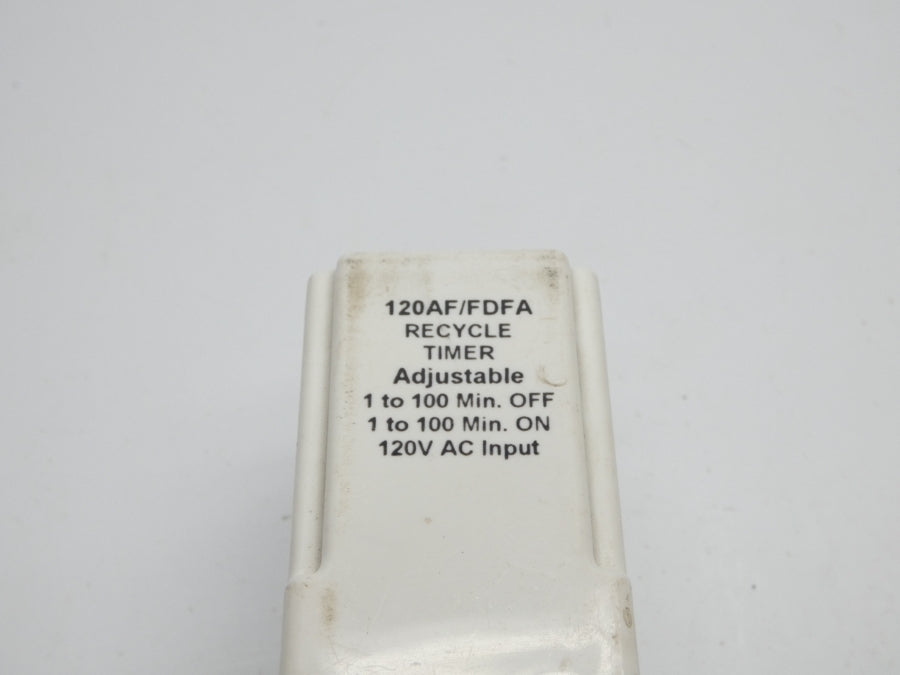 120AF/FDFA
RECYCLE
TIMER
Adjustable
1 to 100 Min. OFF
1 to 100 Min. ON
120V AC Input